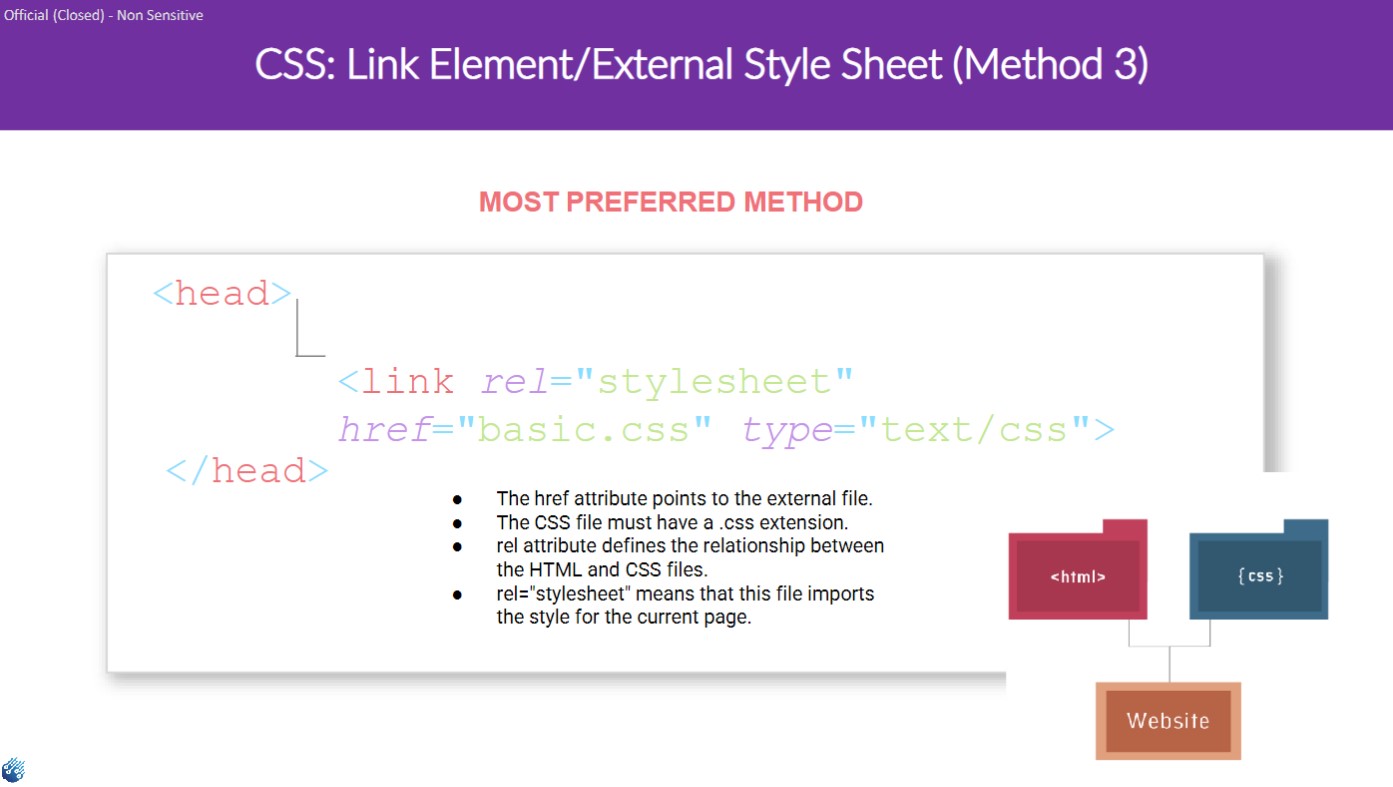 Official (Closed) - Non Sensitive
CSS: Link Element/External Style Sheet (Method 3)
MOST PREFERRED METHOD
<head>
<link rel="stylesheet"
href="basic.css" type="text/css">
</head>
● The href attribute points to the external file.
● The CSS file must have a .css extension.
● rel attribute defines the relationship between
the HTML and CSS files.
● rel="stylesheet" means that this file imports
the style for the current page.
<html>
{css}
Website